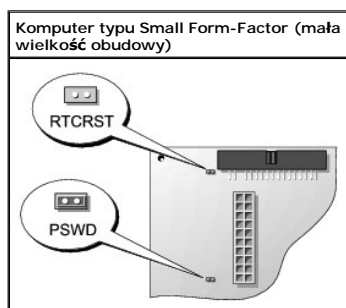 Komputer typu Small Form-Factor (mała
wielkość obudowy)
RTCRST
PSWD